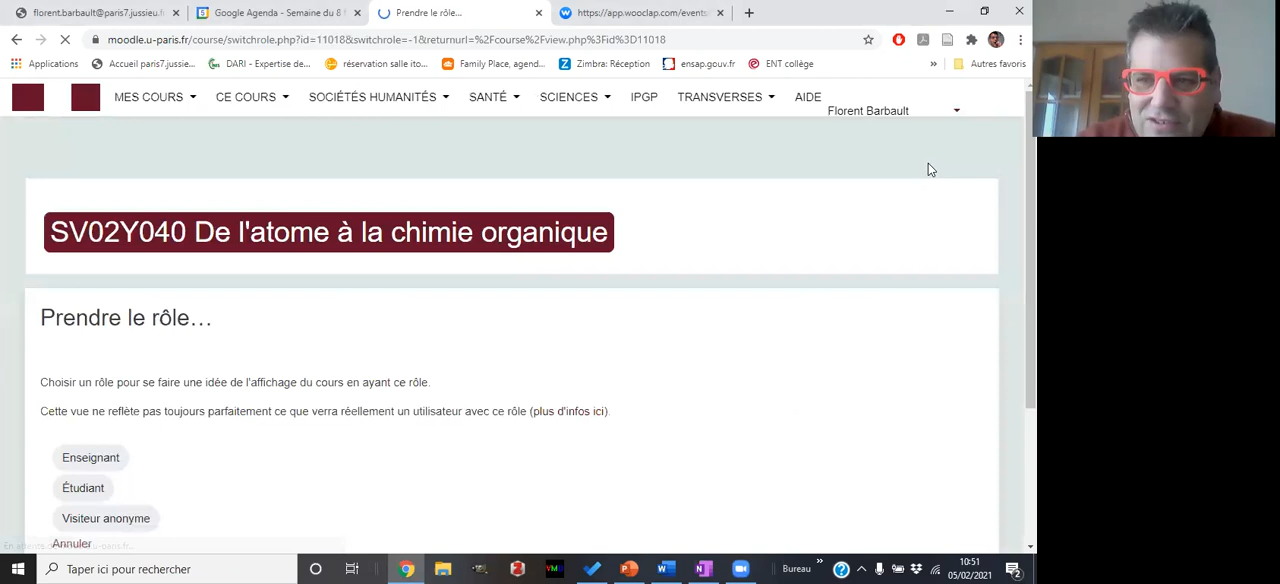 florent.barbault@paris7.jussieu.
Google Agenda - Semaine du 8
Prendre le rôle...
https://app.wooclap.com/events
moodle.u-paris.fr/course/switchrole.php?id=11018&switchrole=-1&returnurl=%2Fcourse%2Fview.php%3Fid%3D11018
Applications
Accueil paris7.jussie...
DARI - Expertise de...
réservation salle ito...
Family Place, agend...
Zimbra: Réception
ensap.gouv.fr
ENT collège
»
Autres favoris
MES COURS
CE COURS
SOCIÉTÉS HUMANITÉS
SANTÉ
SCIENCES
IPGP
TRANSVERSES
AIDE
Florent Barbault
SV02Y040 De l'atome à la chimie organique
Prendre le rôle…
Choisir un rôle pour se faire une idée de l'affichage du cours en ayant ce rôle.
Cette vue ne reflète pas toujours parfaitement ce que verra réellement un utilisateur avec ce rôle (plus d'infos ici).
Enseignant
Étudiant
Visiteur anonyme
Annuler
Taper ici pour rechercher
Bureau
»
10:51
05/02/2021
2